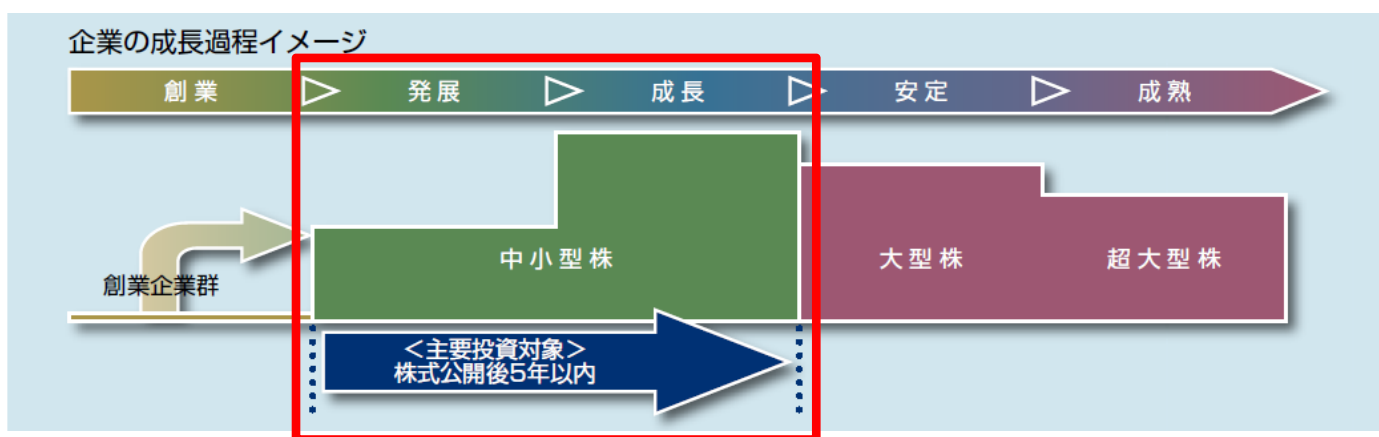 企業の成長過程イメージ
創業 発展 成長 安定 成熟
中小型株 大型株 超大型株
創業企業群
＜主要投資対象＞
株式公開後5年以内